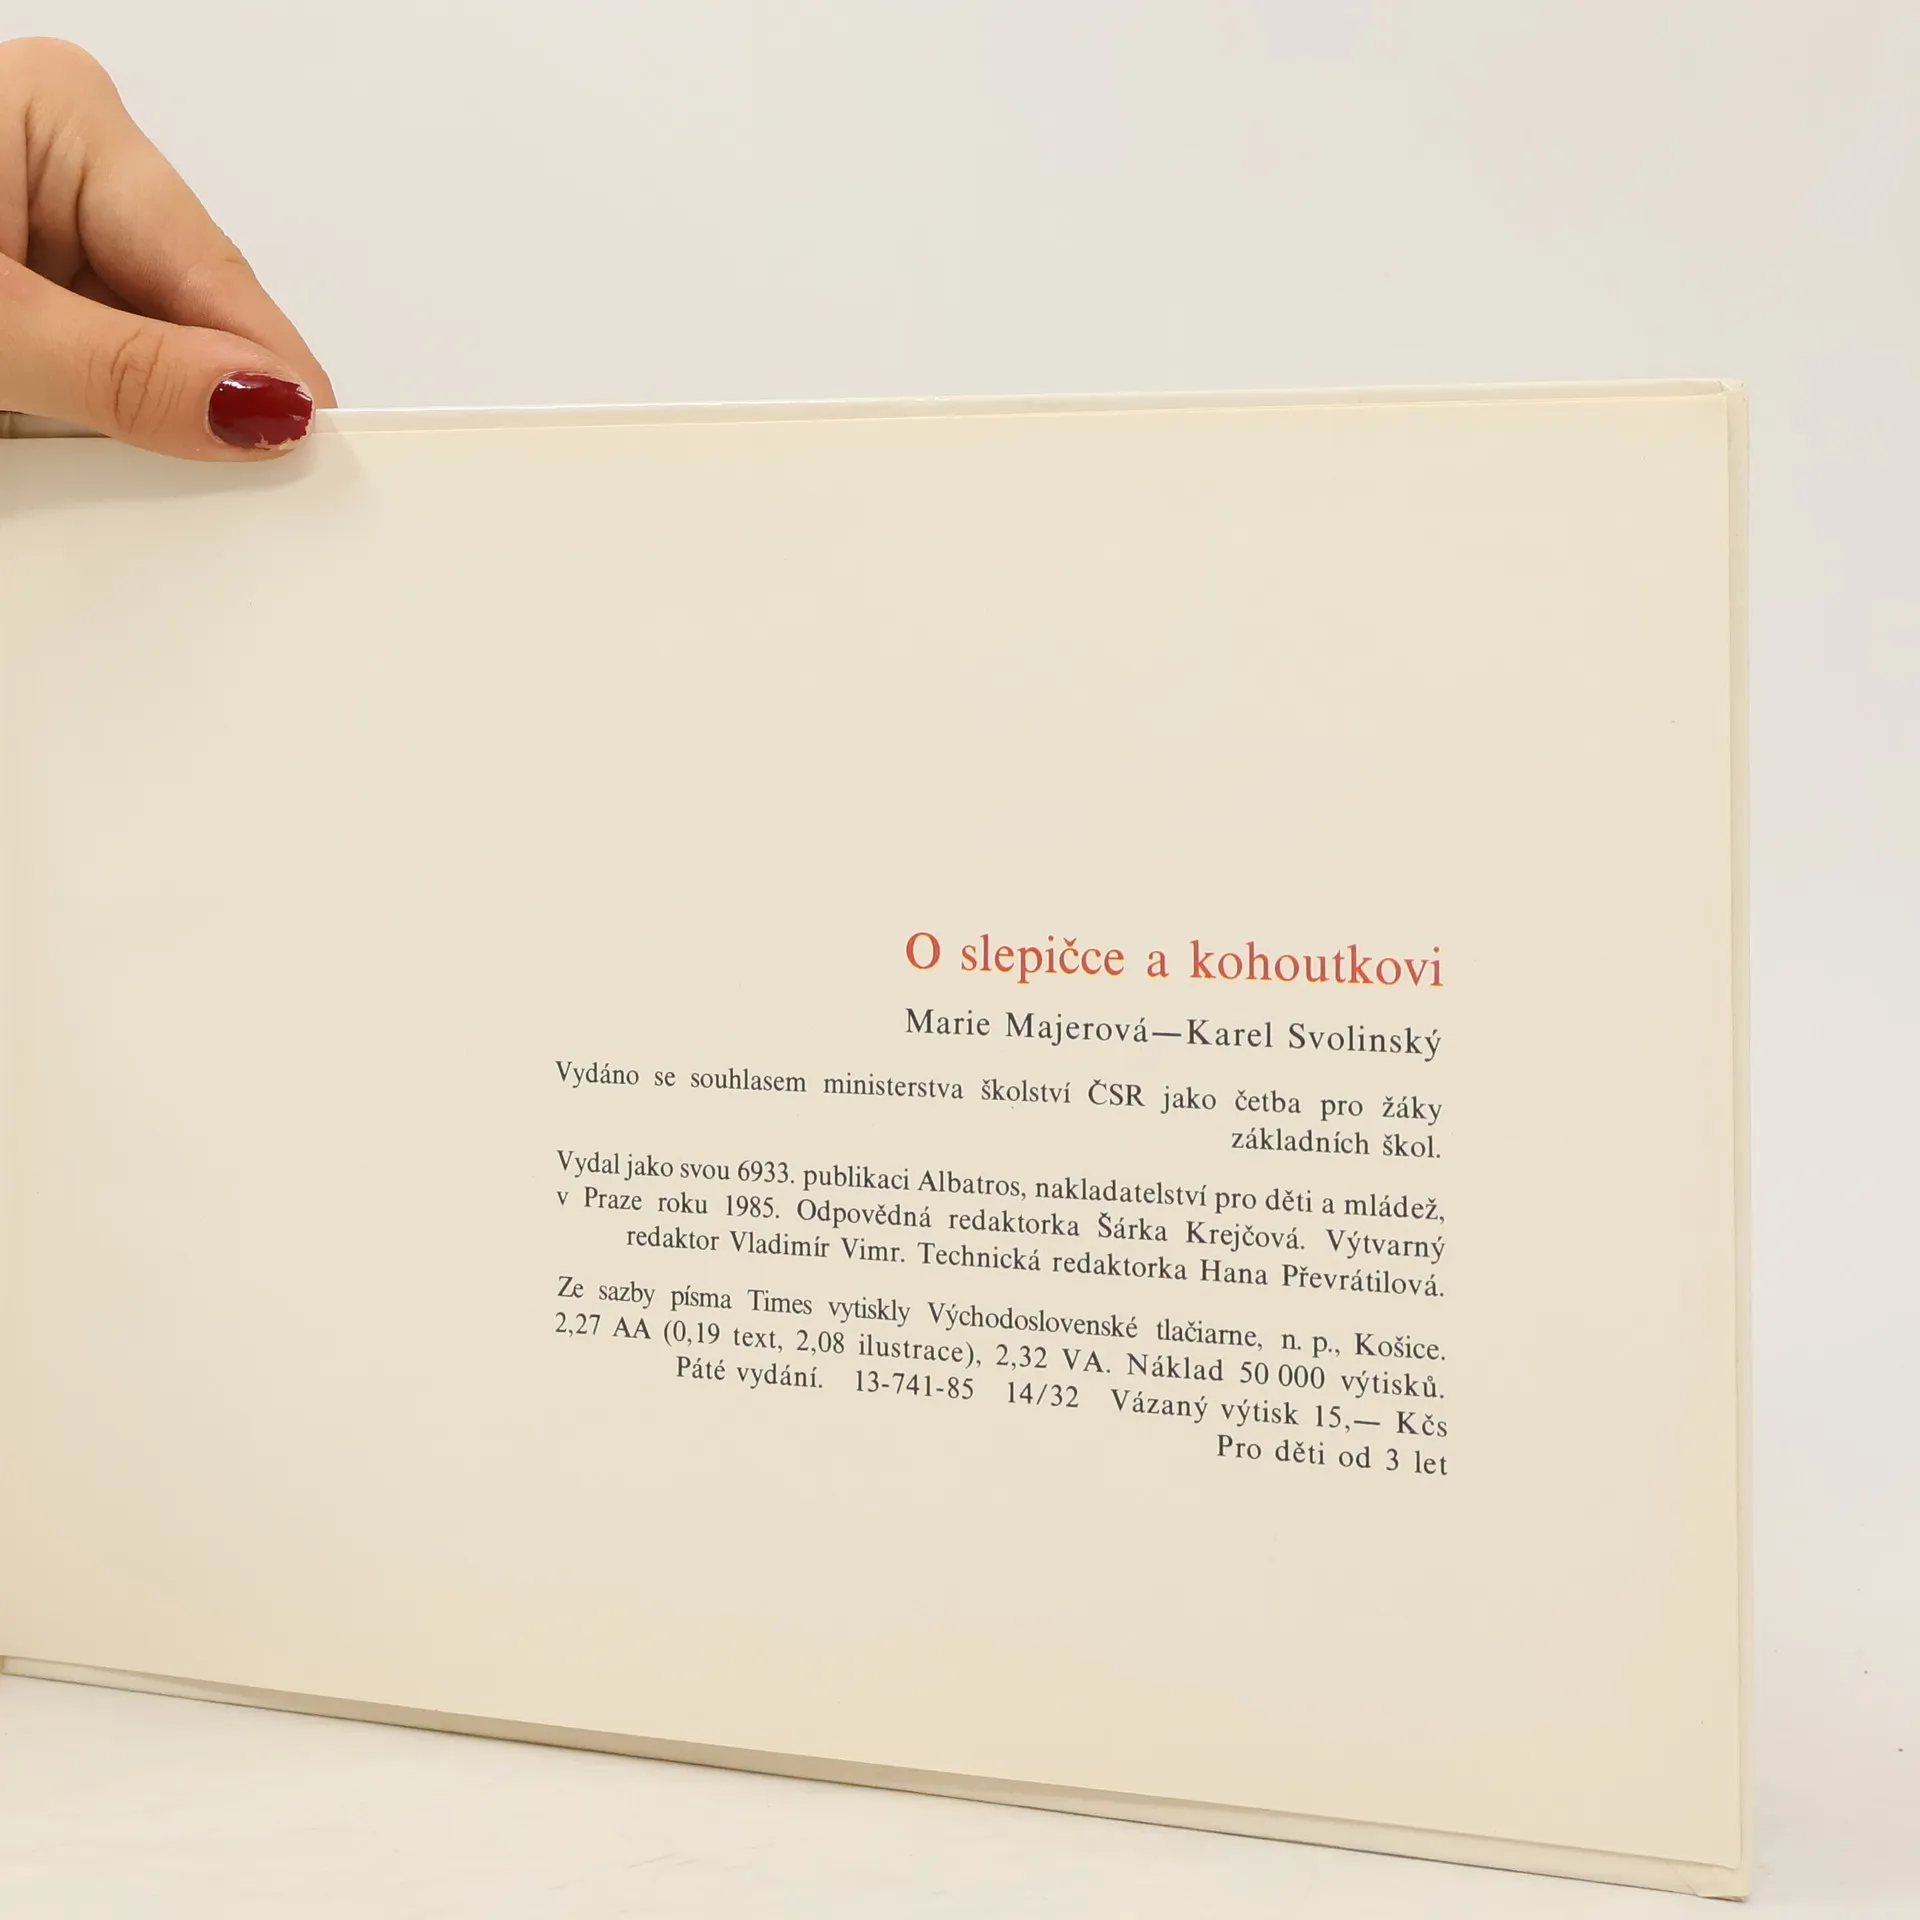 O slepičce a kohoutkovi
Marie Majerová—Karel Svolinský
Vydáno se souhlasem ministerstva školství ČSR jako četba pro žáky
základních škol.
Vydal jako svou 6933. publikaci Albatros, nakladatelství pro děti a mládež,
v Praze roku 1985. Odpovědná redaktorka Šárka Krejčová. Výtvarný
redaktor Vladimír Vimr. Technická redaktorka Hana Převrátilová.
Ze sazby písma Times vytiskly Východoslovenské tlačiarne, n. p., Košice.
2,27 AA (0,19 text, 2,08 ilustrace), 2,32 VA. Náklad 50 000 výtisků.
Páté vydání. 13-741-85 14/32 Vázaný výtisk 15,— Kčs
Pro děti od 3 let